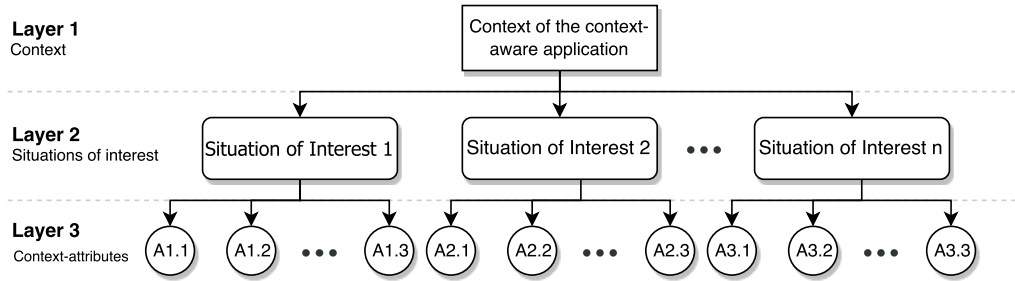 Layer 1
Context
Context of the context-
aware application
Layer 2
Situations of interest
Situation of Interest 1
Situation of Interest 2
Situation of Interest n
Layer 3
Context-attributes
A1.1
A1.2
A1.3
A2.1
A2.2
A2.3
A3.1
A3.2
A3.3